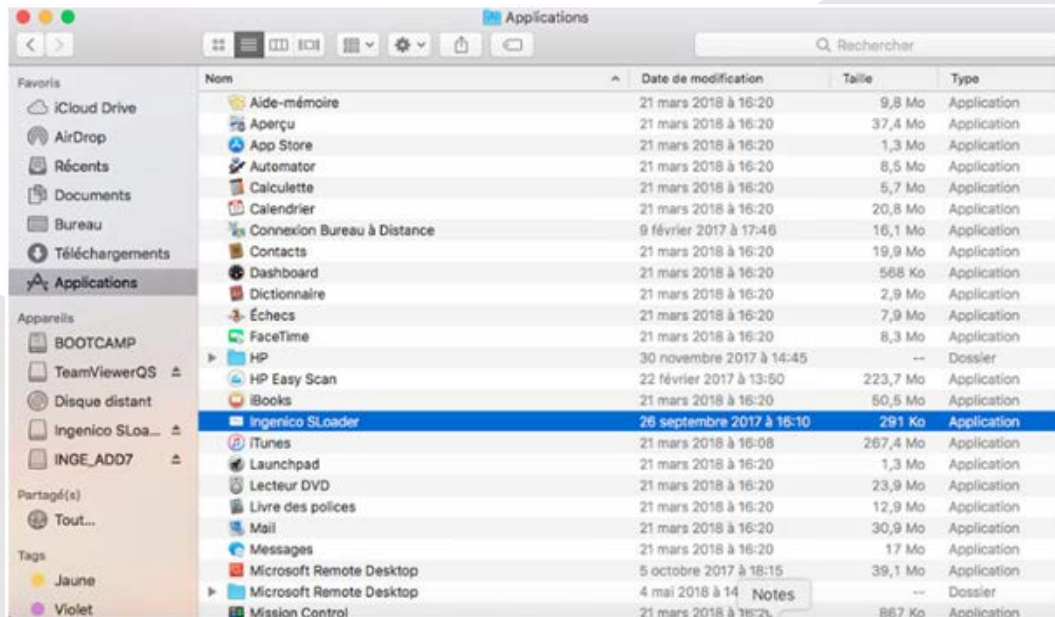 Applications
Rechercher
Favoris
iCloud Drive
AirDrop
Récents
Documents
Bureau
Téléchargements
Applications
Appareils
BOOTCAMP
TeamViewerQS
Disque distant
Ingenico SLoa...
INGE_ADD7
Partagé(s)
Tout...
Tags
Jaune
Violet
Nom Date de modification Taille Type
Aide-mémoire 21 mars 2018 à 16:20 9,8 Mo Application
Aperçu 21 mars 2018 à 16:20 37,4 Mo Application
App Store 21 mars 2018 à 16:20 1,3 Mo Application
Automator 21 mars 2018 à 16:20 8,5 Mo Application
Calculette 21 mars 2018 à 16:20 5,7 Mo Application
Calendrier 21 mars 2018 à 16:20 20,8 Mo Application
Connexion Bureau à Distance 9 février 2017 à 17:46 16,1 Mo Application
Contacts 21 mars 2018 à 16:20 19,9 Mo Application
Dashboard 21 mars 2018 à 16:20 568 Ko Application
Dictionnaire 21 mars 2018 à 16:20 2,9 Mo Application
Échecs 21 mars 2018 à 16:20 7,9 Mo Application
FaceTime 21 mars 2018 à 16:20 8,3 Mo Application
HP 30 novembre 2017 à 14:45 -- Dossier
HP Easy Scan 22 février 2017 à 13:50 223,7 Mo Application
iBooks 21 mars 2018 à 16:20 50,5 Mo Application
Ingenico SLoader 26 septembre 2017 à 16:10 291 Ko Application
iTunes 21 mars 2018 à 16:08 267,4 Mo Application
Launchpad 21 mars 2018 à 16:20 1,3 Mo Application
Lecteur DVD 21 mars 2018 à 16:20 23,9 Mo Application
Livre des polices 21 mars 2018 à 16:20 12,9 Mo Application
Mail 21 mars 2018 à 16:20 30,9 Mo Application
Messages 21 mars 2018 à 16:20 17 Mo Application
Microsoft Remote Desktop 5 octobre 2017 à 18:15 39,1 Mo Application
Microsoft Remote Desktop 4 mai 2018 à 14 -- Dossier
Notes
Mission Control 21 mars 2018 à 16:20 867 Ko Application